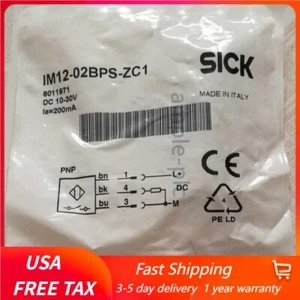 IM12-02BPS-ZC1
6011971
DC 10-30V
Ia=200mA
SICK
MADE IN ITALY
PNP
bn 1 L+
bk 4 DC
bu 3 M
CE
4
PE LD
USA
FREE TAX
Fast Shipping
3-5 day delivery 1 year warranty